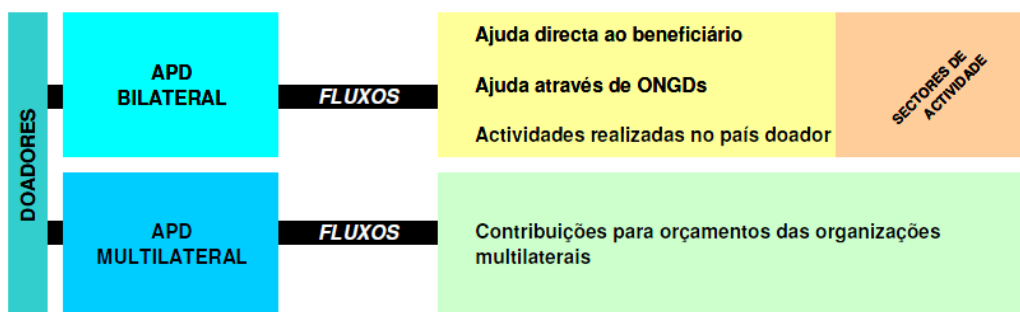 DOADORES
APD
BILATERAL
FLUXOS
Ajuda directa ao beneficiário
Ajuda através de ONGDs
Actividades realizadas no país doador
SECTORES DE
ACTIVIDADE
APD
MULTILATERAL
FLUXOS
Contribuições para orçamentos das organizações
multilaterais